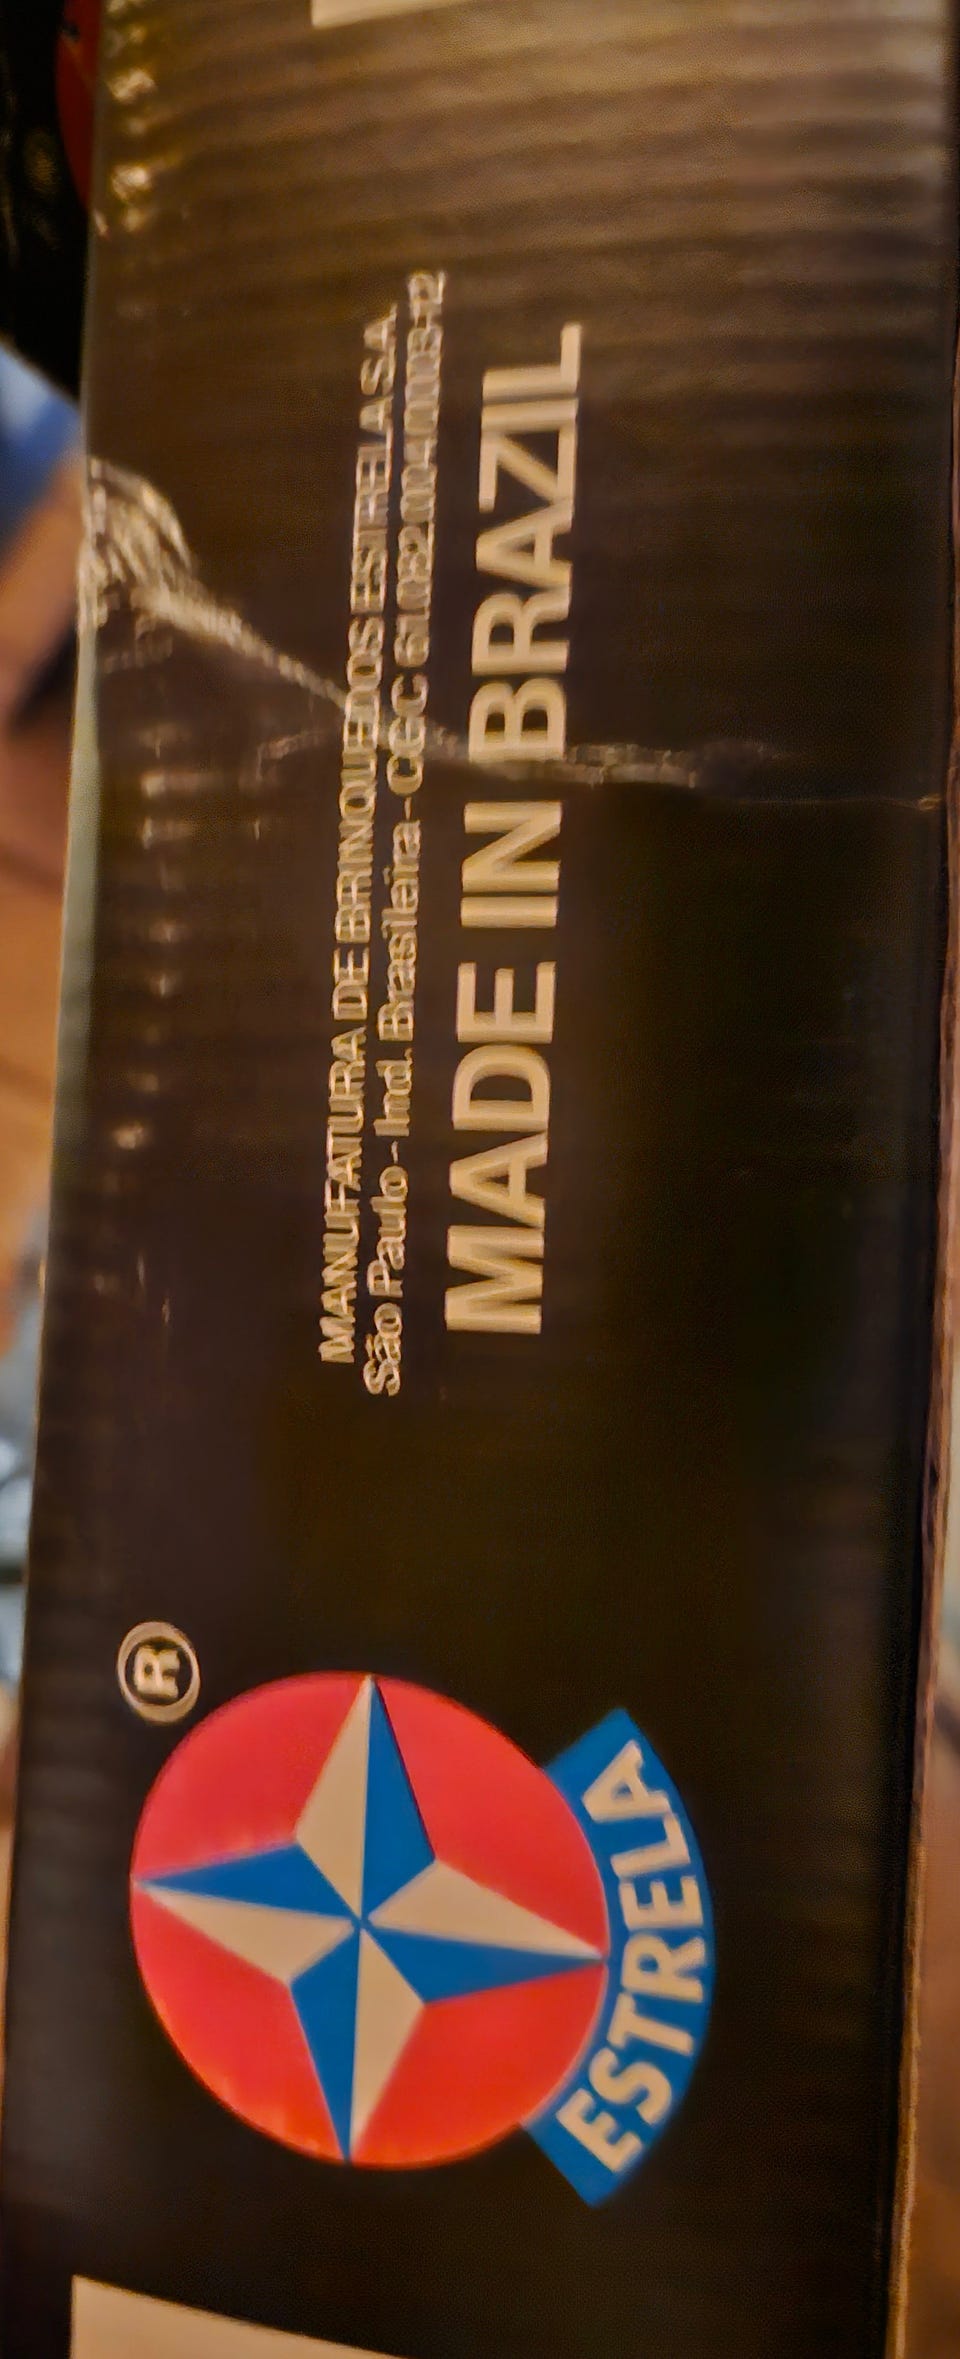 MANUFATURA DE BRINQUEDOS ESTRELA S.A.
São Paulo - Ind. Brasileira - CGC
MADE IN BRAZIL
®
ESTRELA